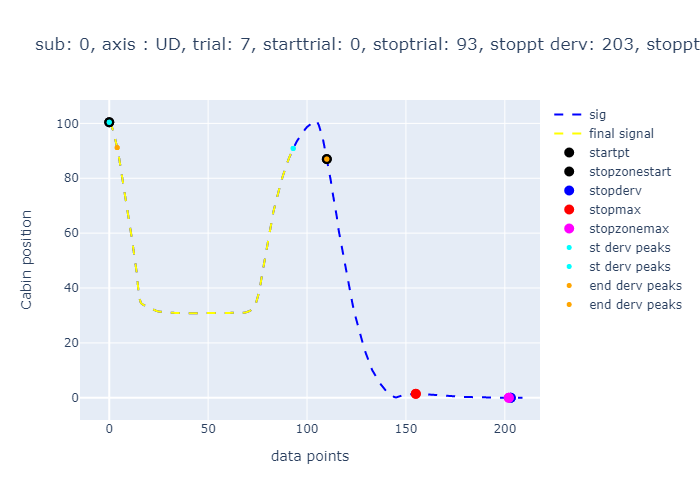 sub: 0, axis : UD, trial: 7, starttrial: 0, stoptrial: 93, stoppt derv: 203, stoppt
100
80
60
40
20
0
Cabin position
0
50
100
150
200
data points
sig
final signal
startpt
stopzonestart
stopderv
stopmax
stopzonemax
st derv peaks
st derv peaks
end derv peaks
end derv peaks